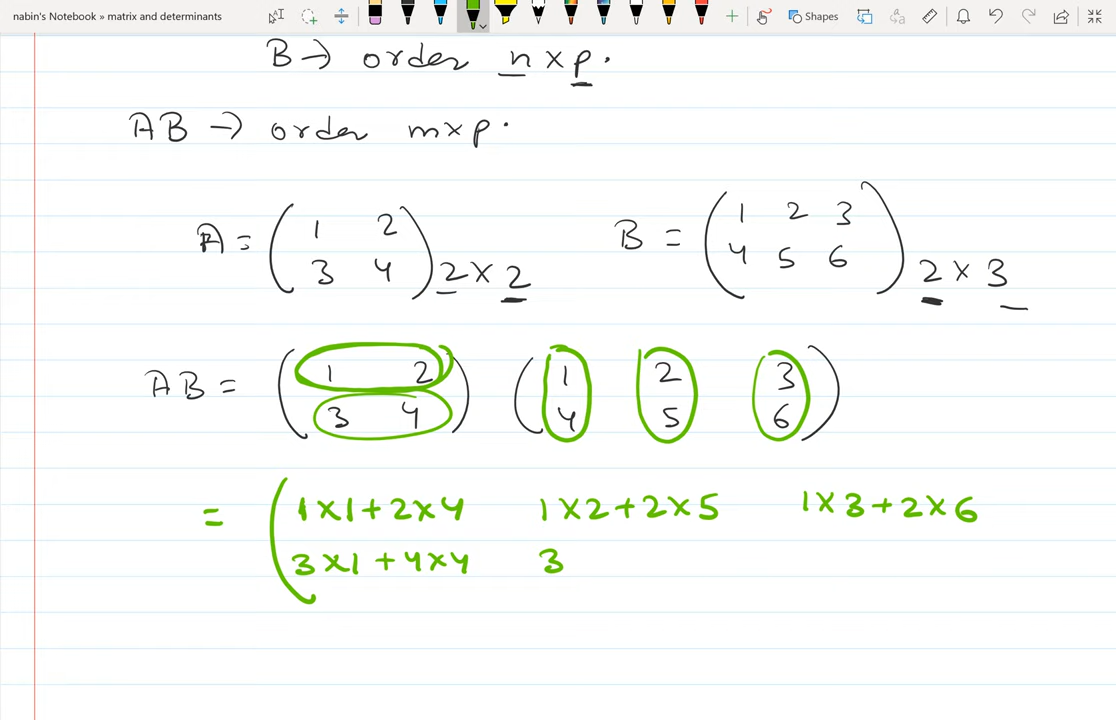 nabin's Notebook » matrix and determinants
Shapes
B → order n × p.
AB → order m × p.
A = ( 1 2 ) B = ( 1 2 3 )
( 3 4 ) 2 × 2 ( 4 5 6 ) 2 × 3
AB = ( 1 2 ) ( 1 2 3 )
( 3 4 ) ( 4 5 6 )
= ( 1×1+2×4 1×2+2×5 1×3+2×6
3×1+4×4 3